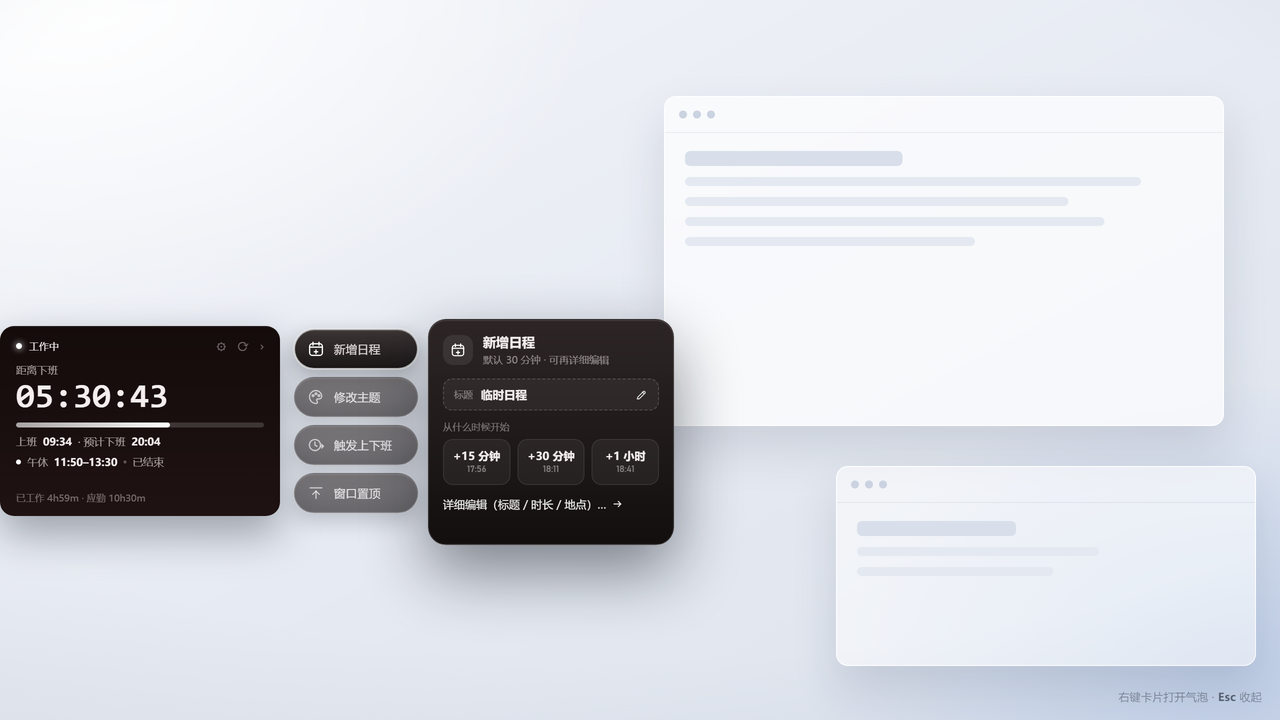 工作中
距离下班
05:30:43
上班 09:34 · 预计下班 20:04
午休 11:50–13:30 • 已结束
已工作 4h59m · 应勤 10h30m
新增日程
修改主题
触发上下班
窗口置顶
新增日程
默认 30 分钟 · 可再详细编辑
标题 临时日程
从什么时候开始
+15 分钟 +30 分钟 +1 小时
17:56 18:11 18:41
详细编辑（标题 / 时长 / 地点）… →
右键卡片打开气泡 · Esc 收起